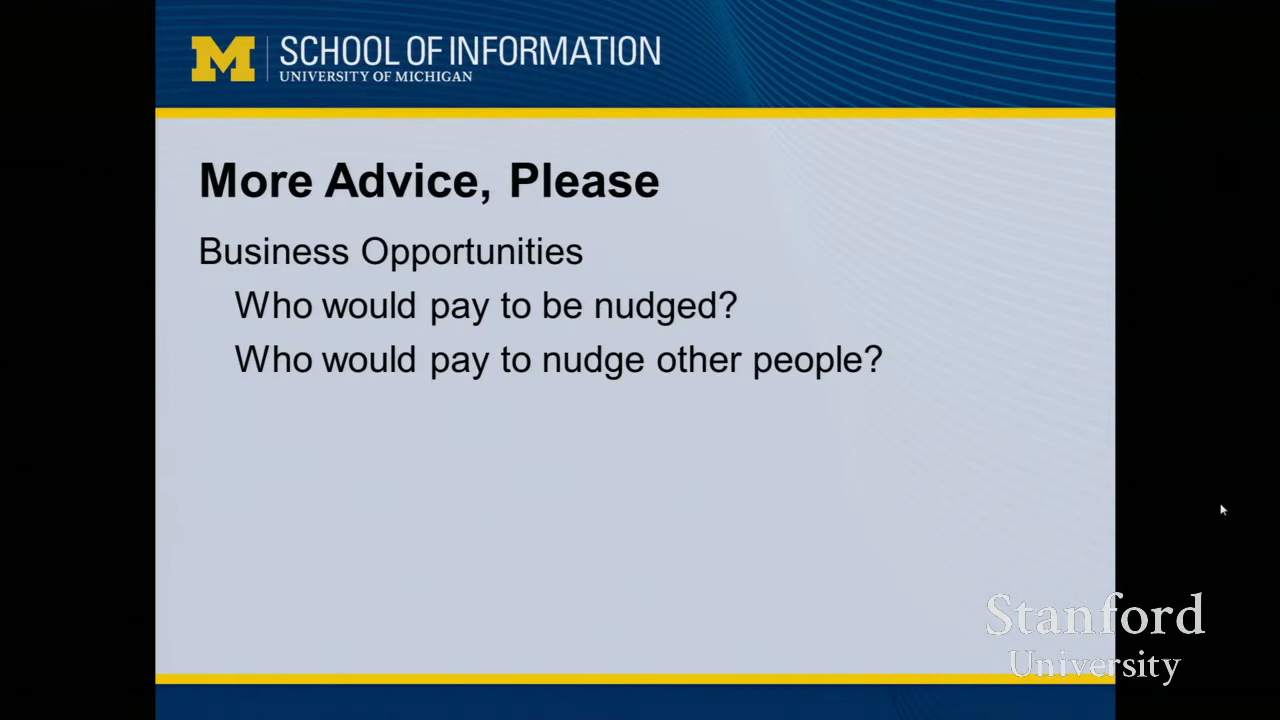 M
SCHOOL OF INFORMATION
UNIVERSITY OF MICHIGAN
More Advice, Please
Business Opportunities
Who would pay to be nudged?
Who would pay to nudge other people?
Stanford
University